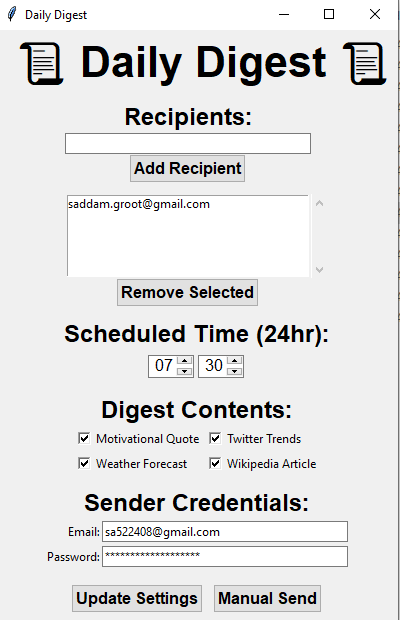 Daily Digest
📜 Daily Digest 📜
Recipients:
Add Recipient
saddam.groot@gmail.com
Remove Selected
Scheduled Time (24hr):
07 30
Digest Contents:
Motivational Quote Twitter Trends
Weather Forecast Wikipedia Article
Sender Credentials:
Email: sa522408@gmail.com
Password: *******************
Update Settings Manual Send